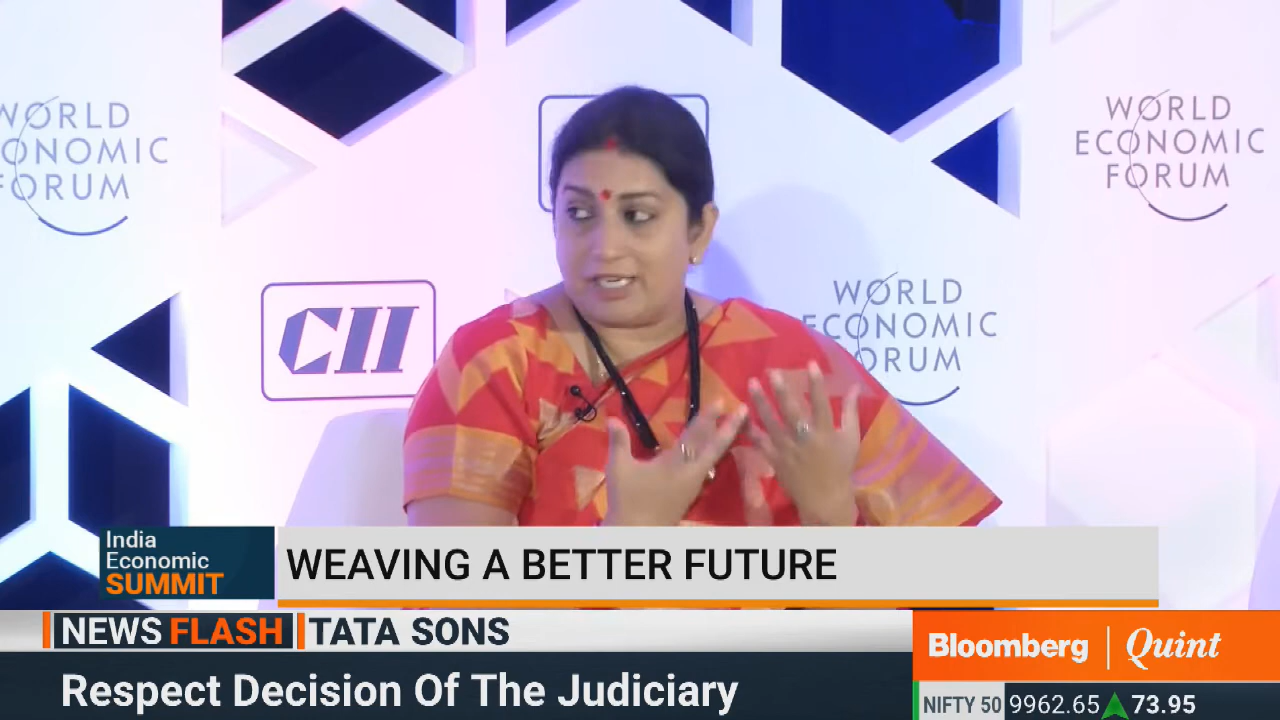 WORLD
ECONOMIC
FORUM
WORLD
ECONOMIC
FORUM
CII
WORLD
ECONOMIC
FORUM
India
Economic
SUMMIT
WEAVING A BETTER FUTURE
NEWS FLASH TATA SONS
Respect Decision Of The Judiciary
Bloomberg | Quint
NIFTY 50 9962.65 ▲ 73.95